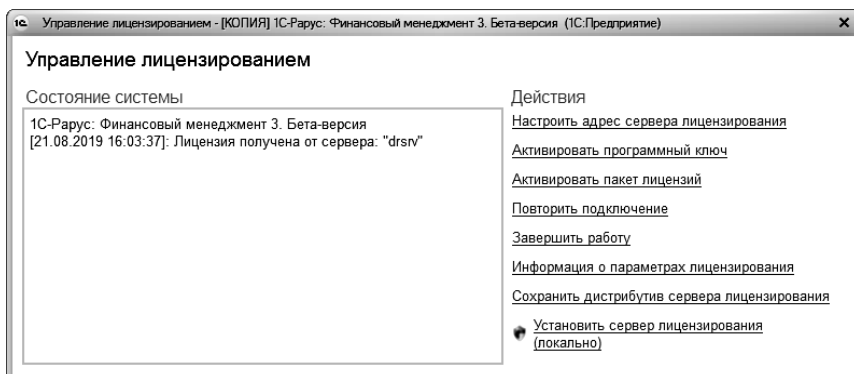 1С Управление лицензированием - [КОПИЯ] 1С-Рарус: Финансовый менеджмент 3. Бета-версия (1С:Предприятие)
Управление лицензированием
Состояние системы
1С-Рарус: Финансовый менеджмент 3. Бета-версия
[21.08.2019 16:03:37]: Лицензия получена от сервера: "drsrv"
Действия
Настроить адрес сервера лицензирования
Активировать программный ключ
Активировать пакет лицензий
Повторить подключение
Завершить работу
Информация о параметрах лицензирования
Сохранить дистрибутив сервера лицензирования
Установить сервер лицензирования
(локально)